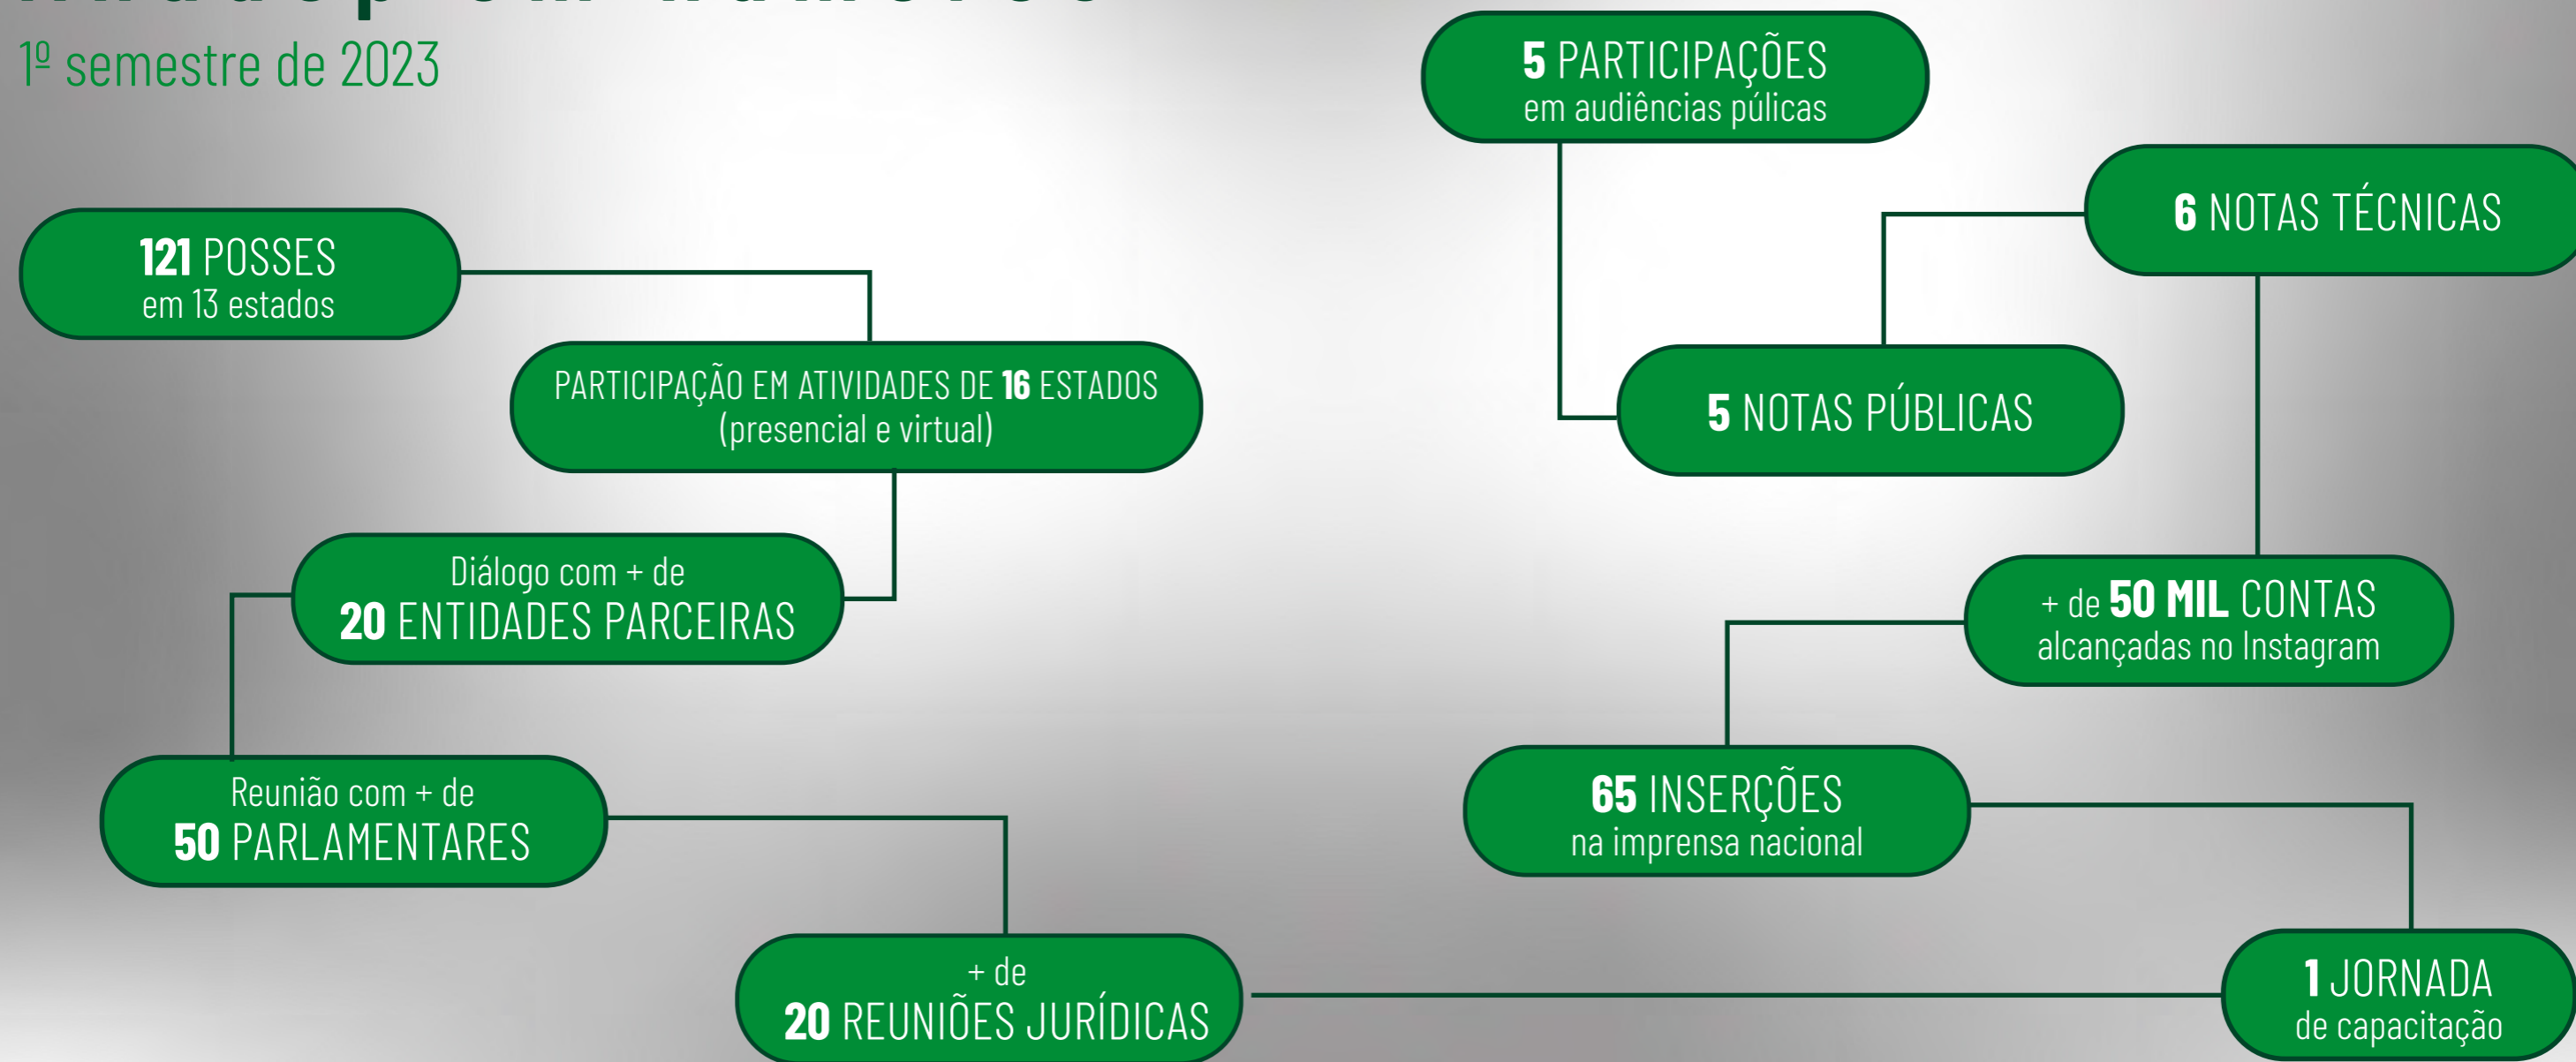 1º semestre de 2023
121 POSSES
em 13 estados
PARTICIPAÇÃO EM ATIVIDADES DE 16 ESTADOS
(presencial e virtual)
Diálogo com + de
20 ENTIDADES PARCEIRAS
Reunião com + de
50 PARLAMENTARES
+ de
20 REUNIÕES JURÍDICAS
5 PARTICIPAÇÕES
em audiências púlicas
6 NOTAS TÉCNICAS
5 NOTAS PÚBLICAS
+ de 50 MIL CONTAS
alcançadas no Instagram
65 INSERÇÕES
na imprensa nacional
1 JORNADA
de capacitação